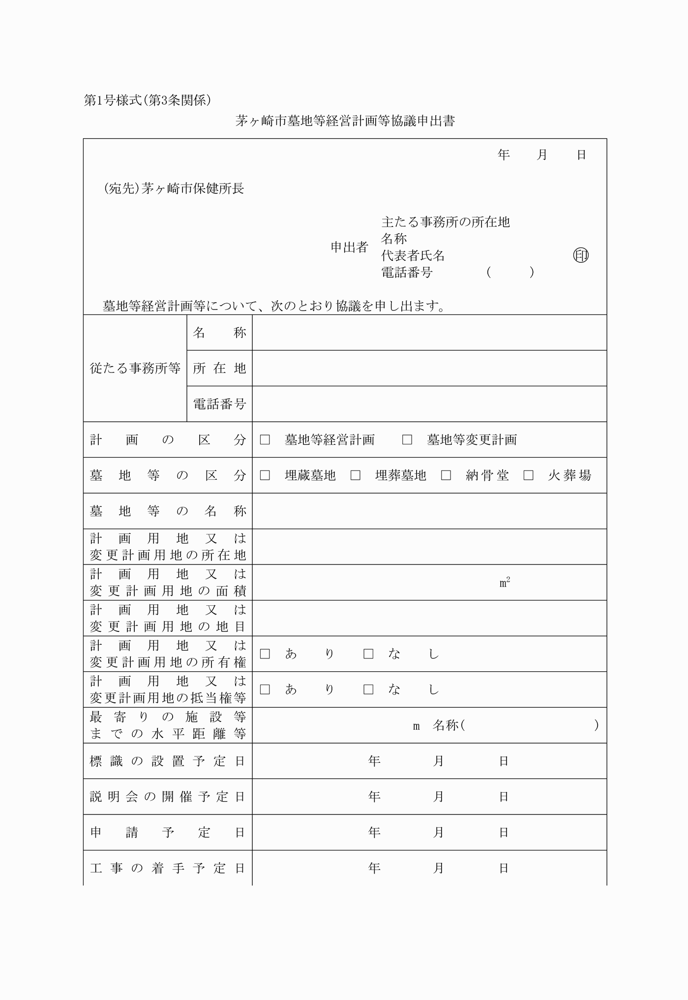 第1号様式(第3条関係)
茅ヶ崎市墓地等経営計画等協議申出書
年 月 日
(宛先)茅ヶ崎市保健所長
主たる事務所の所在地
名称
申出者
代表者氏名 ㊞
電話番号 ( )
墓地等経営計画等について、次のとおり協議を申し出ます。
従たる事務所等
名称
所在地
電話番号
計画の区分 □ 墓地等経営計画 □ 墓地等変更計画
墓地等の区分 □ 埋蔵墓地 □ 埋葬墓地 □ 納骨堂 □ 火葬場
墓地等の名称
計画用地又は
変更計画用地の所在地
計画用地又は
変更計画用地の面積
m²
計画用地又は
変更計画用地の地目
計画用地又は
変更計画用地の所有権
□ あり □ なし
計画用地又は
変更計画用地の抵当権等
□ あり □ なし
最寄りの施設等
までの水平距離等
m 名称( )
標識の設置予定日 年 月 日
説明会の開催予定日 年 月 日
申請予定日 年 月 日
工事の着手予定日 年 月 日